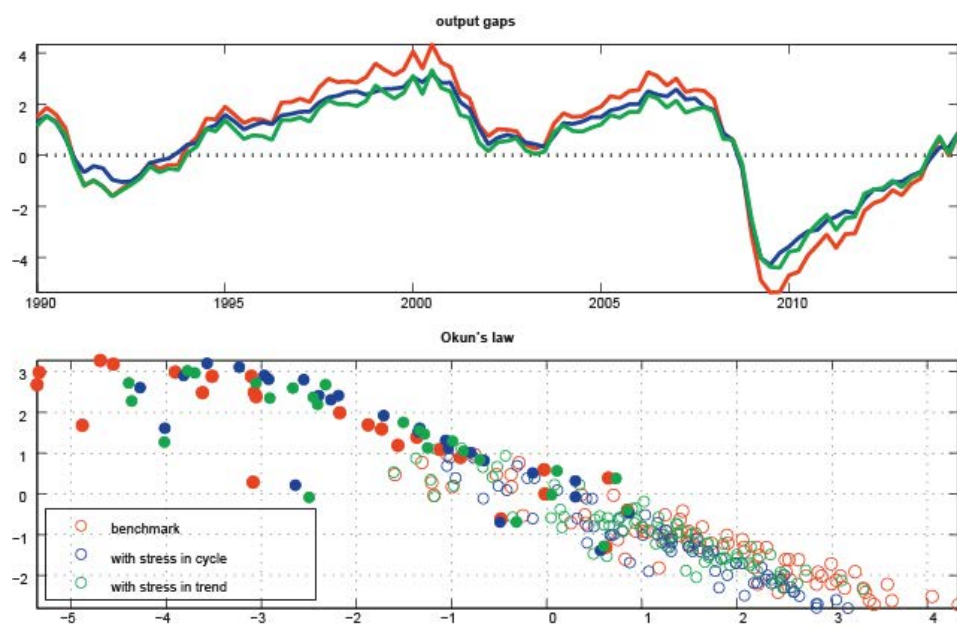 output gaps
4
2
0
−2
−4
1990 1995 2000 2005 2010
Okun's law
3
2
1
0
−1
−2
benchmark
with stress in cycle
with stress in trend
−5 −4 −3 −2 −1 0 1 2 3 4